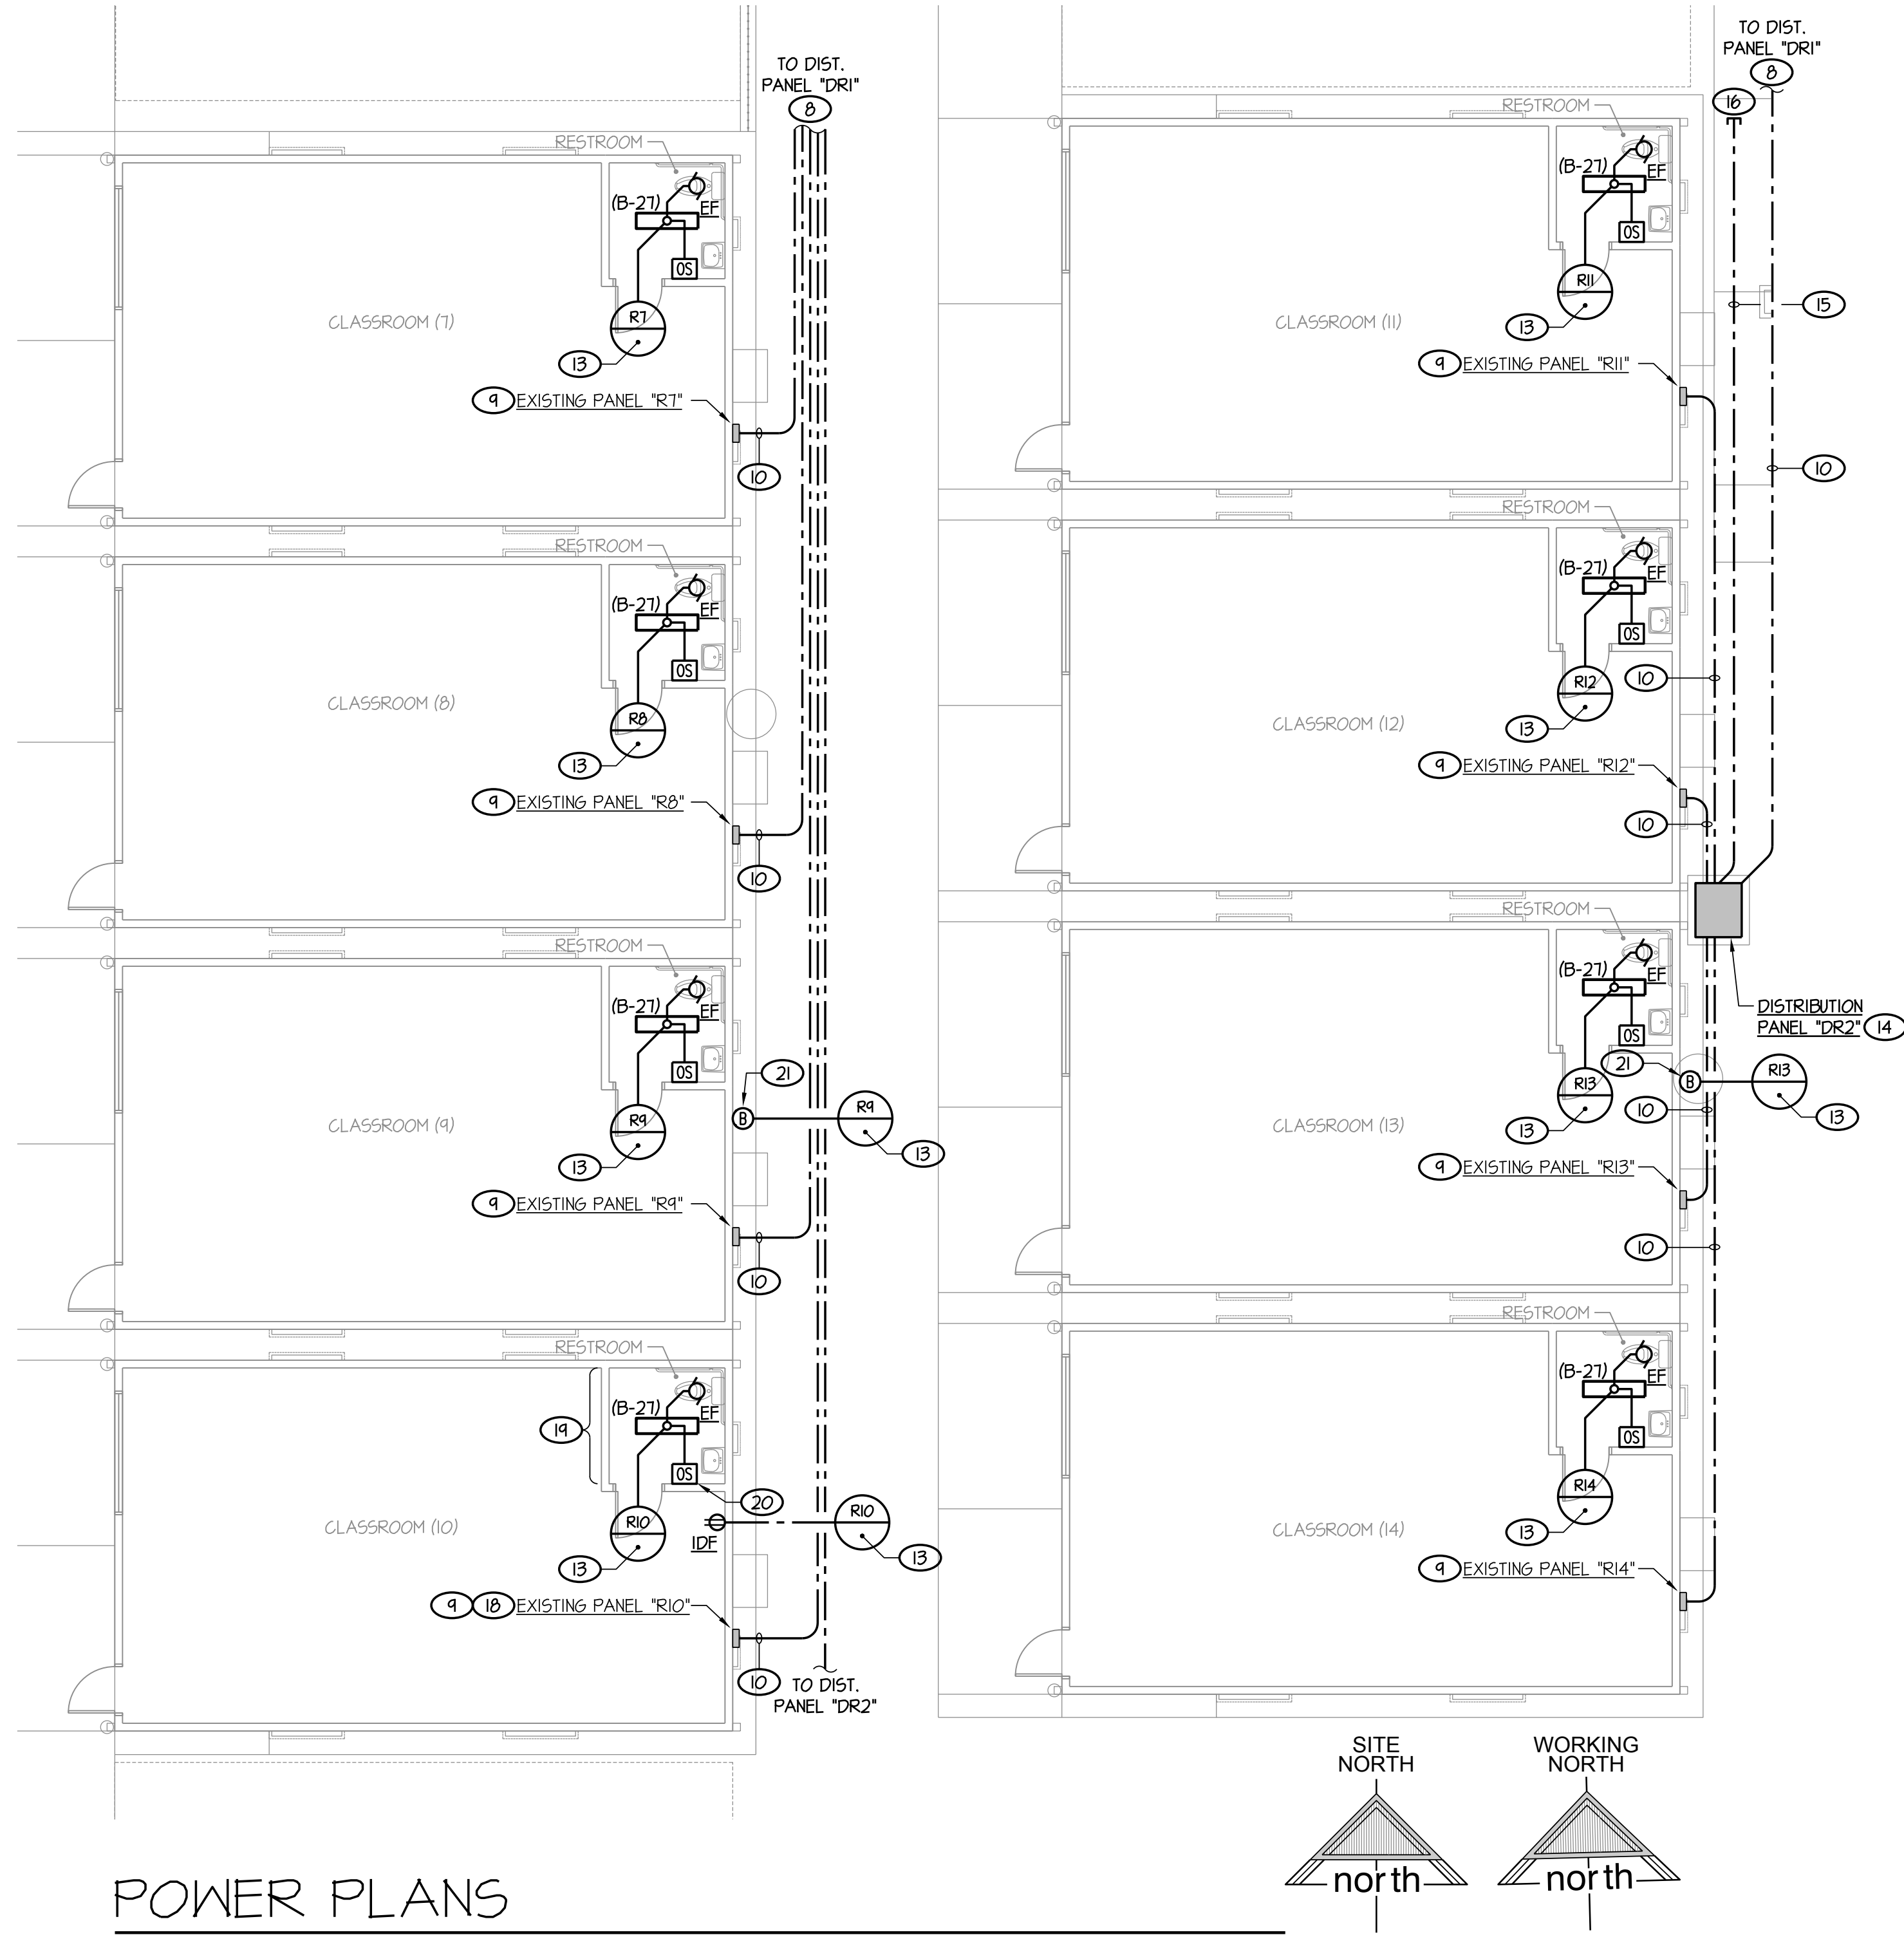 TO DIST.
PANEL "DR1"
8
RESTROOM
(B-27)
EF
OS
CLASSROOM (7)
R7
13
9 EXISTING PANEL "R7"
10
RESTROOM
(B-27)
EF
OS
CLASSROOM (8)
R8
13
9 EXISTING PANEL "R8"
10
RESTROOM
(B-27)
EF
OS
21
B
R9
13
CLASSROOM (9)
R9
13
9 EXISTING PANEL "R9"
10
RESTROOM
(B-27)
EF
19
OS
20
CLASSROOM (10)
R10
IDF
R10
13
13
9 18 EXISTING PANEL "R10"
10
TO DIST.
PANEL "DR2"
TO DIST.
PANEL "DR1"
8
16
RESTROOM
(B-27)
EF
OS
R11
15
CLASSROOM (11)
13
9 EXISTING PANEL "R11"
10
RESTROOM
(B-27)
EF
OS
R12
10
CLASSROOM (12)
13
9 EXISTING PANEL "R12"
10
RESTROOM
(B-27)
EF
OS
DISTRIBUTION
PANEL "DR2" 14
21
B
R13
13
R13
10
CLASSROOM (13)
13
9 EXISTING PANEL "R13"
10
RESTROOM
(B-27)
EF
OS
R14
CLASSROOM (14)
13
9 EXISTING PANEL "R14"
SITE
NORTH
north
WORKING
NORTH
north
POWER PLANS